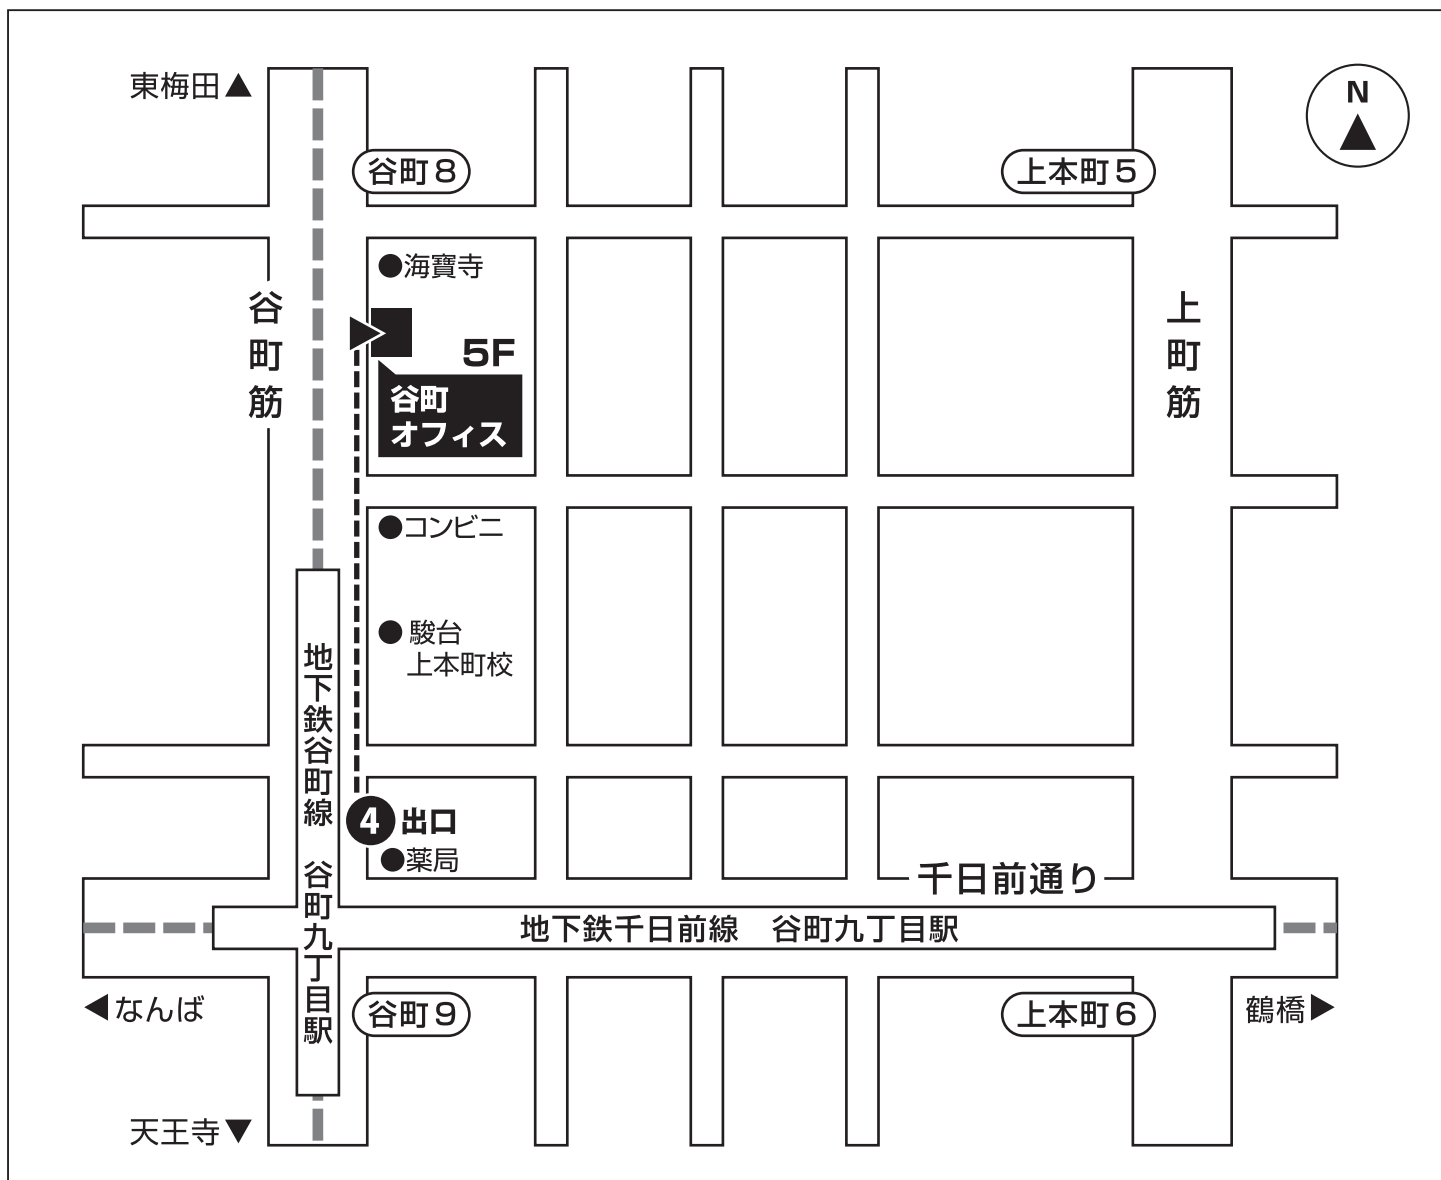 東梅田▲
N
谷町8
上本町5
●海寶寺
谷町筋
上町筋
5F
谷町
オフィス
●コンビニ
●駿台
上本町校
地下鉄谷町線　谷町九丁目駅
4出口
●薬局
千日前通り
地下鉄千日前線　谷町九丁目駅
◀なんば
谷町9
上本町6
鶴橋▶
天王寺▼